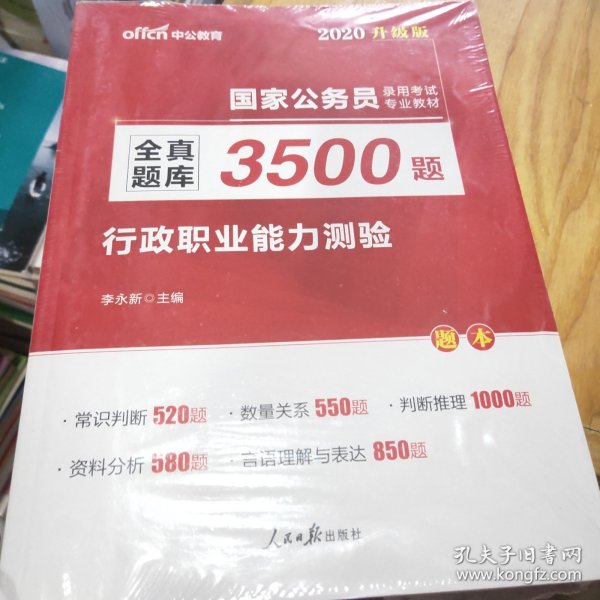 offcn 中公教育
2020 升级版
国家公务员 录用考试
专业教材
全真
题库
3500题
行政职业能力测验
李永新◎主编
题本
·常识判断 520题 ·数量关系 550题 ·判断推理 1000题
·资料分析 580题 ·言语理解与表达 850题
人民日报出版社
孔夫子旧书网
www.kongfz.com